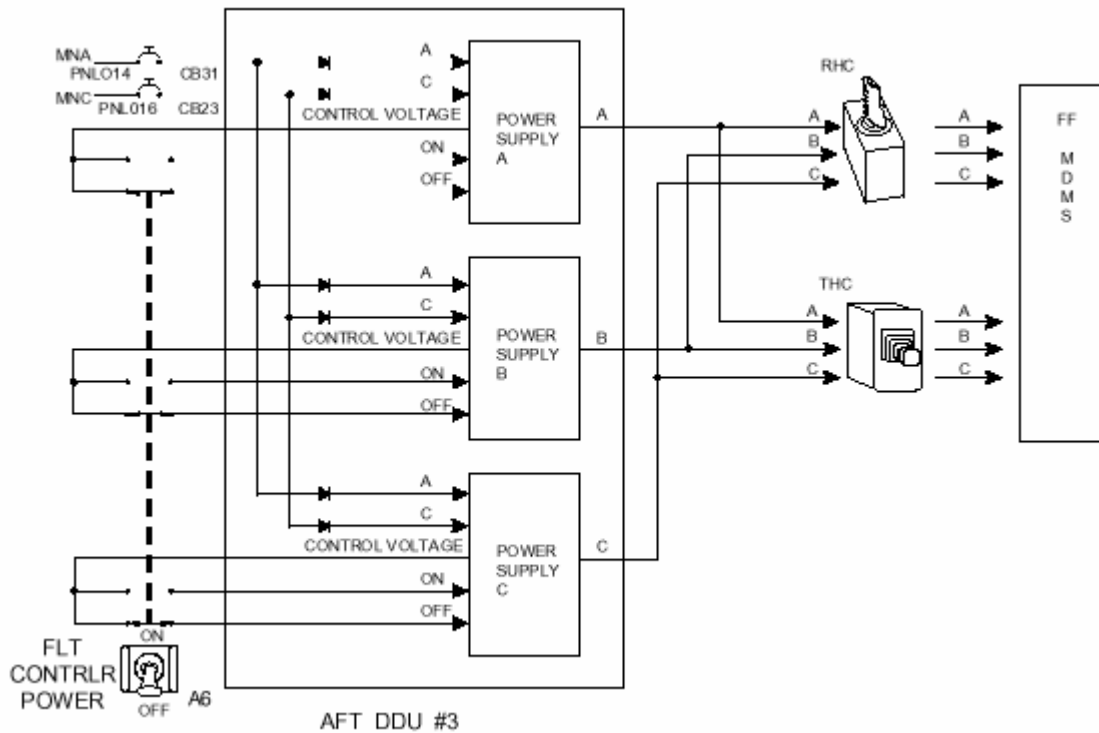 MNA
PNLO14 CB31
MNC
PNL016 CB23
A
C
CONTROL VOLTAGE
ON
OFF
POWER
SUPPLY
A
A
A
C
CONTROL VOLTAGE
ON
OFF
POWER
SUPPLY
B
B
A
C
CONTROL VOLTAGE
ON
OFF
POWER
SUPPLY
C
C
RHC
A
B
C
A
B
C
THC
A
B
C
A
B
C
FF
M
D
M
S
ON
FLT
CONTRLR
POWER
A6
OFF
AFT DDU #3